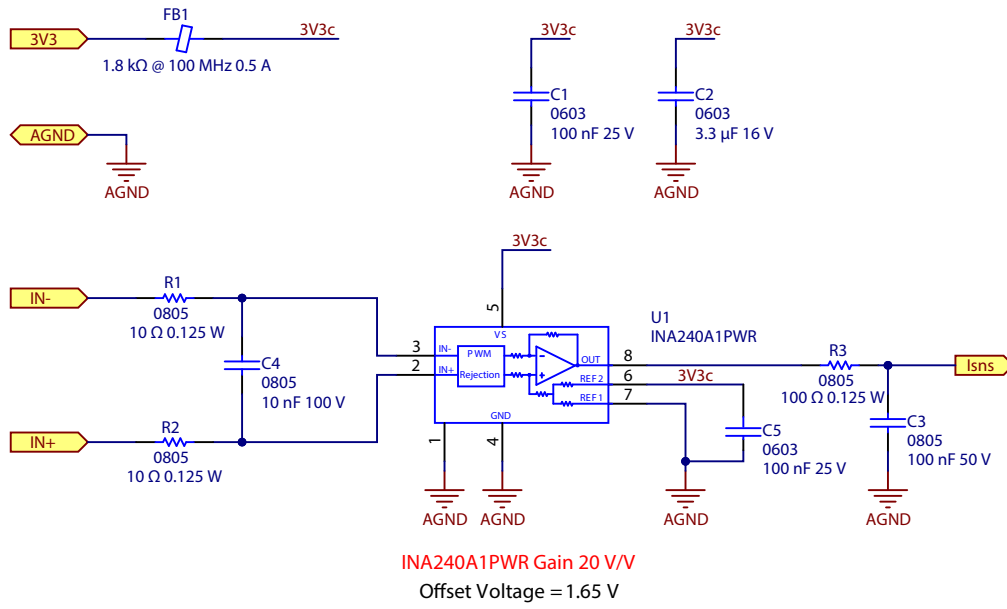 FB1
3V3
3V3c
1.8 kΩ @ 100 MHz 0.5 A
3V3c
C1
0603
100 nF 25 V
AGND
3V3c
C2
0603
3.3 µF 16 V
AGND
AGND
AGND
3V3c
IN-
R1
0805
10 Ω 0.125 W
C4
0805
10 nF 100 V
IN+
R2
0805
10 Ω 0.125 W
5
VS
U1
INA240A1PWR
3
IN-
2
IN+
PWM
Rejection
OUT
8
REF2
6
REF1
7
GND
1
4
AGND
AGND
3V3c
C5
0603
100 nF 25 V
AGND
R3
0805
100 Ω 0.125 W
Isns
C3
0805
100 nF 50 V
AGND
INA240A1PWR Gain 20 V/V
Offset Voltage = 1.65 V